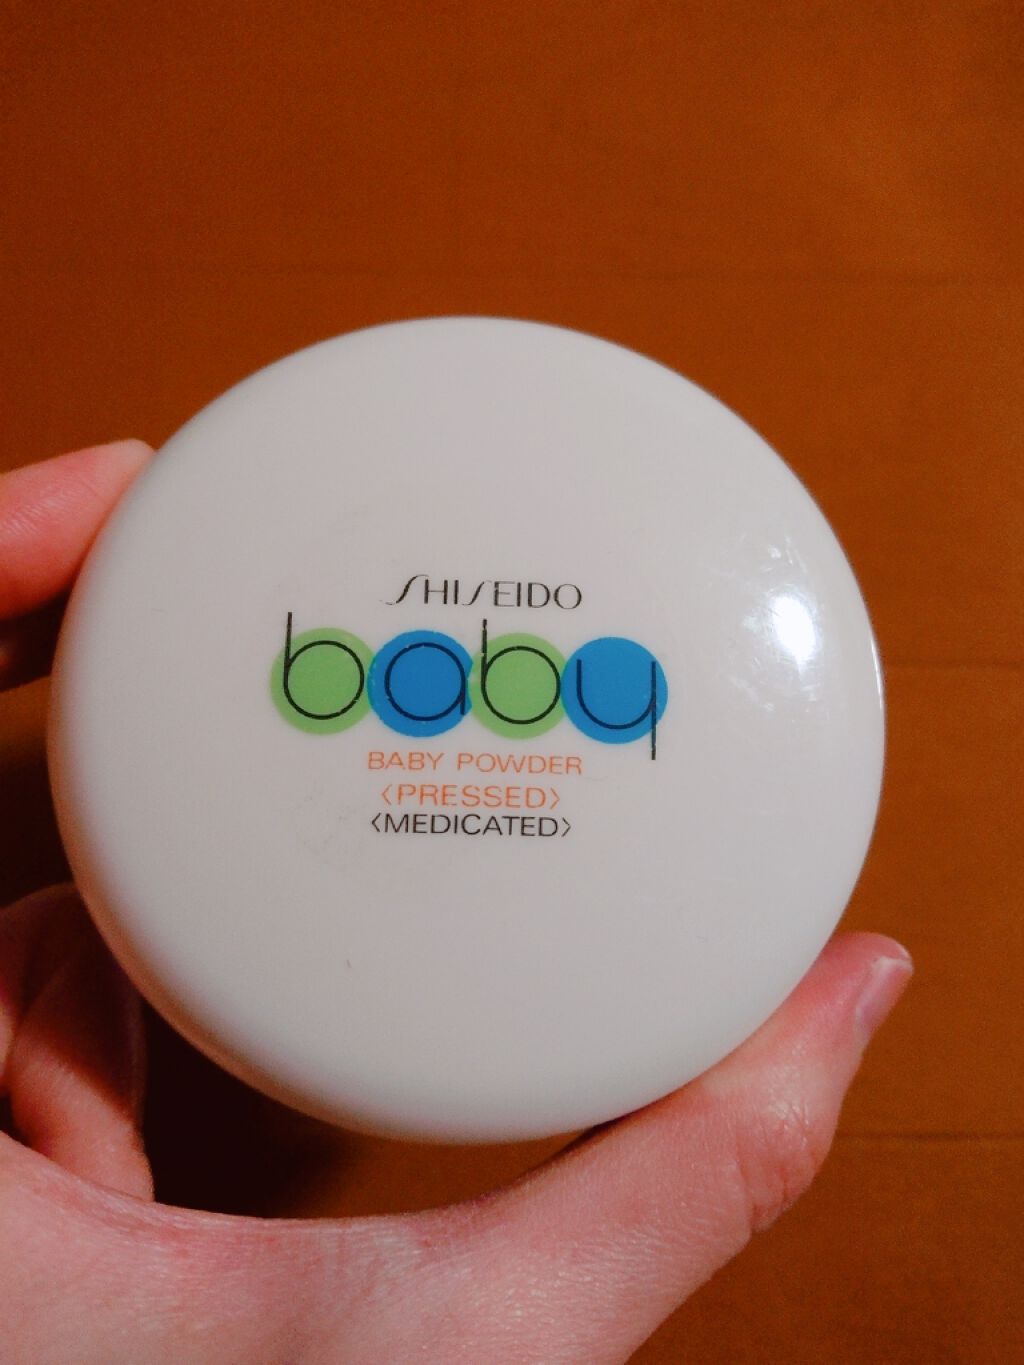 SHISEIDO
baby
BABY POWDER
〈PRESSED〉
〈MEDICATED〉